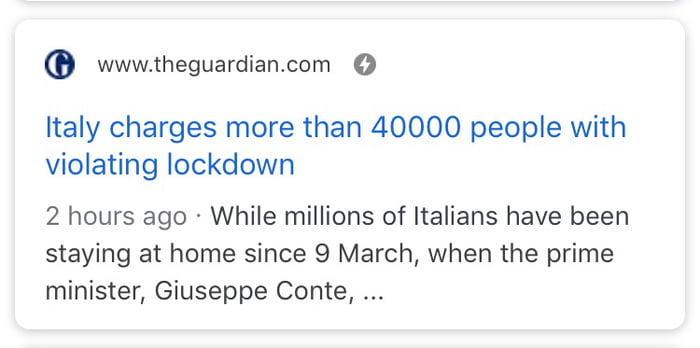 www.theguardian.com
Italy charges more than 40000 people with
violating lockdown
2 hours ago · While millions of Italians have been
staying at home since 9 March, when the prime
minister, Giuseppe Conte, ...